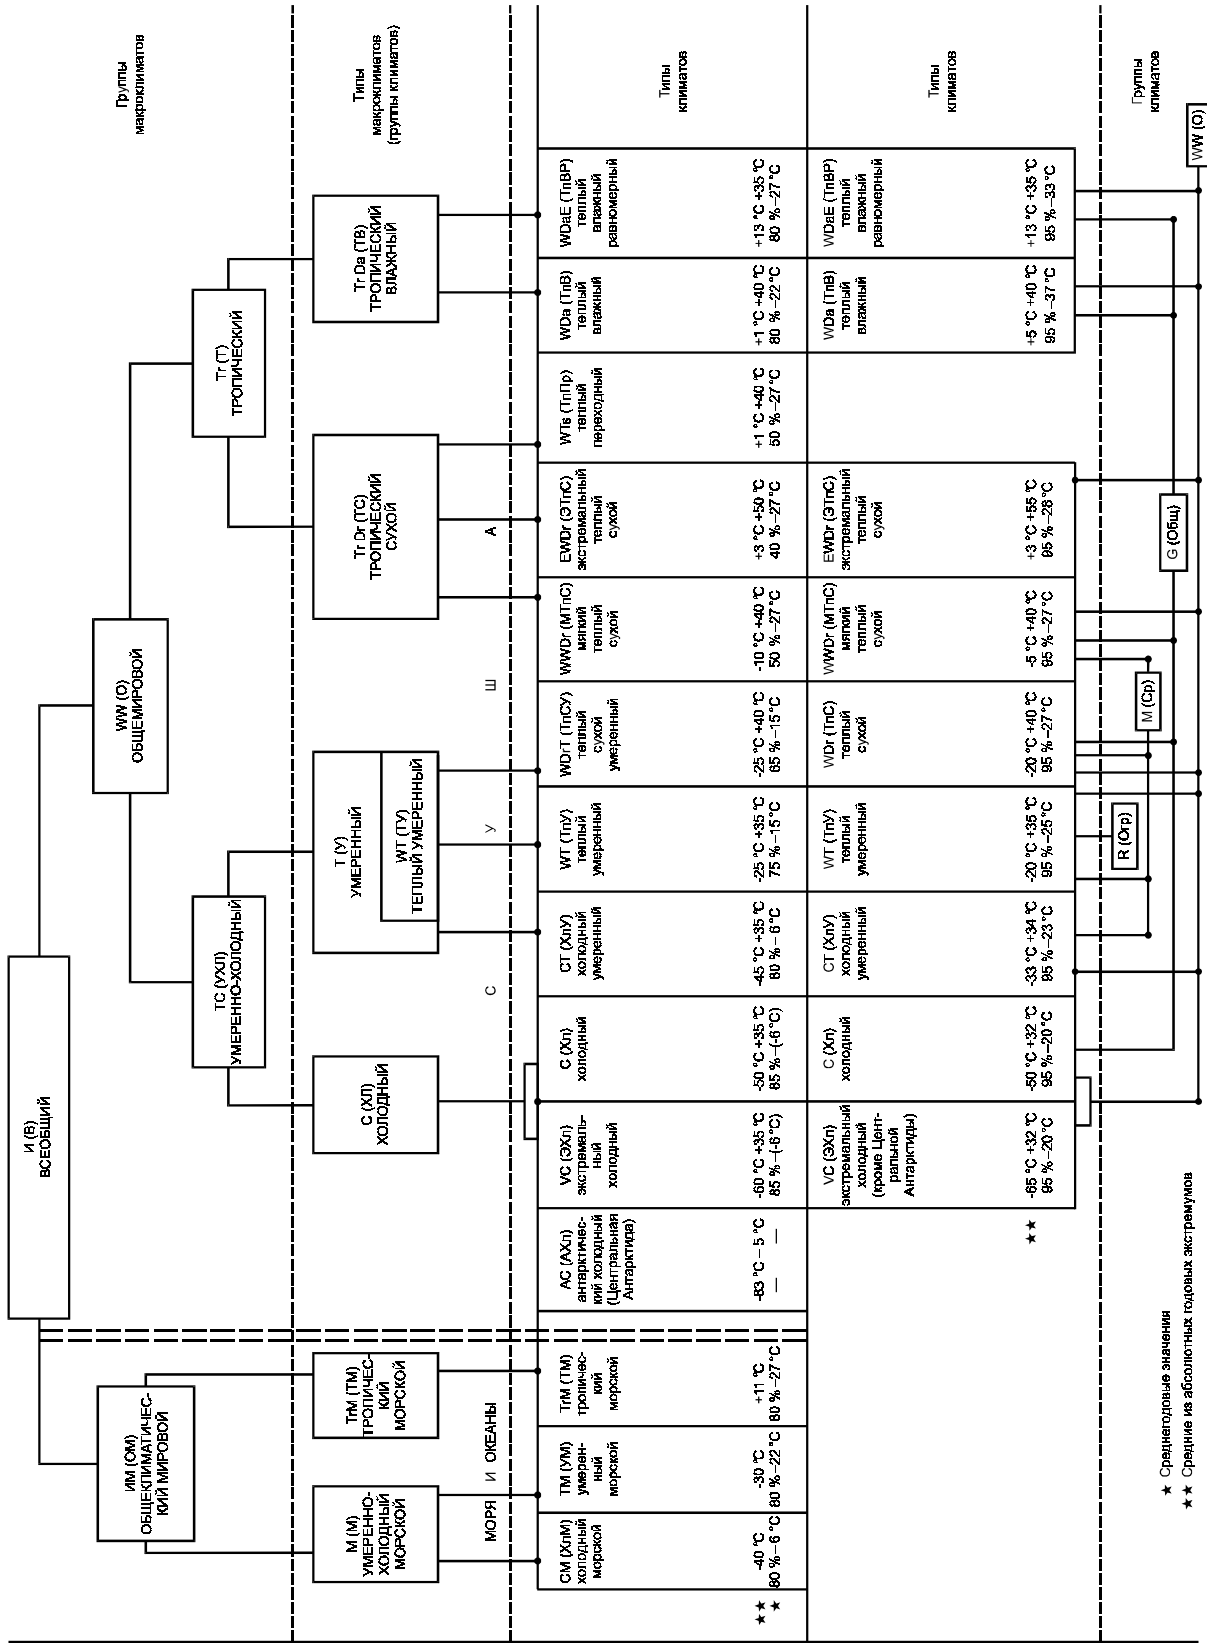 Группы
макроклиматов
И (В)
ВСЕОБЩИЙ
ИМ (ОМ)
ОБЩЕКЛИМАТИЧЕС-
КИЙ МИРОВОЙ
WW (О)
ОБЩЕМИРОВОЙ
ТС (УХЛ)
УМЕРЕННО-ХОЛОДНЫЙ
Tr (Т)
ТРОПИЧЕСКИЙ
Типы
макроклиматов
(группы климатов)
М (М)
УМЕРЕННО-
ХОЛОДНЫЙ
МОРСКОЙ
TrM (ТМ)
ТРОПИЧЕС-
КИЙ
МОРСКОЙ
С (ХЛ)
ХОЛОДНЫЙ
Т (У)
УМЕРЕННЫЙ
WT (ТУ)
ТЕПЛЫЙ УМЕРЕННЫЙ
Tr Dr (ТС)
ТРОПИЧЕСКИЙ
СУХОЙ
Tr Da (ТВ)
ТРОПИЧЕСКИЙ
ВЛАЖНЫЙ
МОРЯ И ОКЕАНЫ
С У Ш А
Типы
климатов
СМ (ХлМ)
холодный
морской
-40 °С
80 %–6 °С
ТМ (УМ)
умерен-
ный
морской
-30 °С
80 %–22 °С
TrM (ТМ)
тропичес-
кий
морской
+11 °С
80 %–27 °С
АС (АХл)
антарктичес-
кий холодный
(Центральная
Антарктида)
-83 °С – 5 °С
— —
VC (ЭХл)
экстремаль-
ный
холодный
-60 °С +35 °С
85 %–(-6 °С)
С (Хл)
холодный
-50 °С +35 °С
85 %–(-6 °С)
СТ (ХлУ)
холодный
умеренный
-45 °С +35 °С
80 % – 6 °С
WT (ТпУ)
теплый
умеренный
-25 °С +35 °С
75 %–15 °С
WDrT (ТпСУ)
теплый
сухой
умеренный
-25 °С +40 °С
65 %–15 °С
WWDr (МТпС)
мягкий
теплый
сухой
-10 °С +40 °С
50 %–27 °С
EWDr (ЭТпС)
экстремальный
теплый
сухой
+3 °С +50 °С
40 %–27 °С
WTs (ТпПр)
теплый
переходный
+1 °С +40 °С
50 %–27 °С
WDa (ТпВ)
теплый
влажный
+1 °С +40 °С
80 %–22 °С
WDaE (ТпВР)
теплый
влажный
равномерный
+13 °С +35 °С
80 %–27 °С
★★
★
Типы
климатов
VC (ЭХл)
экстремальный
холодный
(кроме Цент-
ральной
Антарктиды)
-65 °С +32 °С
95 %–20 °С
С (Хл)
холодный
-50 °С +32 °С
95 %–20 °С
СТ (ХлУ)
холодный
умеренный
-33 °С +34 °С
95 %–23 °С
WT (ТпУ)
теплый
умеренный
-20 °С +35 °С
95 %–25 °С
WDr (ТпС)
теплый
сухой
-20 °С +40 °С
95 %–27 °С
WWDr (МТпС)
мягкий
теплый
сухой
-5 °С +40 °С
95 %–27 °С
EWDr (ЭТпС)
экстремальный
теплый
сухой
+3 °С +55 °С
95 %–28 °С
WDa (ТпВ)
теплый
влажный
+5 °С +40 °С
95 %–37 °С
WDaE (ТпВР)
теплый
влажный
равномерный
+13 °С +35 °С
95 %–33 °С
★★
Группы
климатов
R (Огр)
М (Ср)
G (Общ)
WW (О)
★ Среднегодовые значения
★★ Средние из абсолютных годовых экстремумов